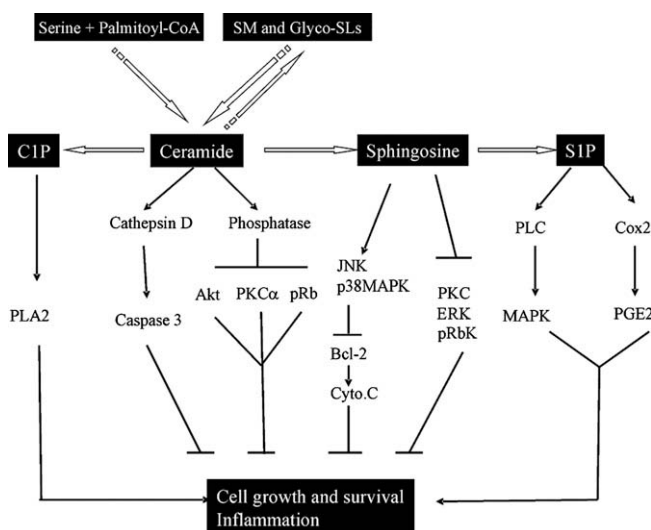 Serine + Palmitoyl-CoA
SM and Glyco-SLs
C1P
Ceramide
Sphingosine
S1P
Cathepsin D
Phosphatase
PLC
Cox2
JNK
p38MAPK
Akt
PKCα
pRb
PKC
ERK
pRbK
PLA2
Caspase 3
MAPK
PGE2
Bcl-2
Cyto.C
Cell growth and survival
Inflammation